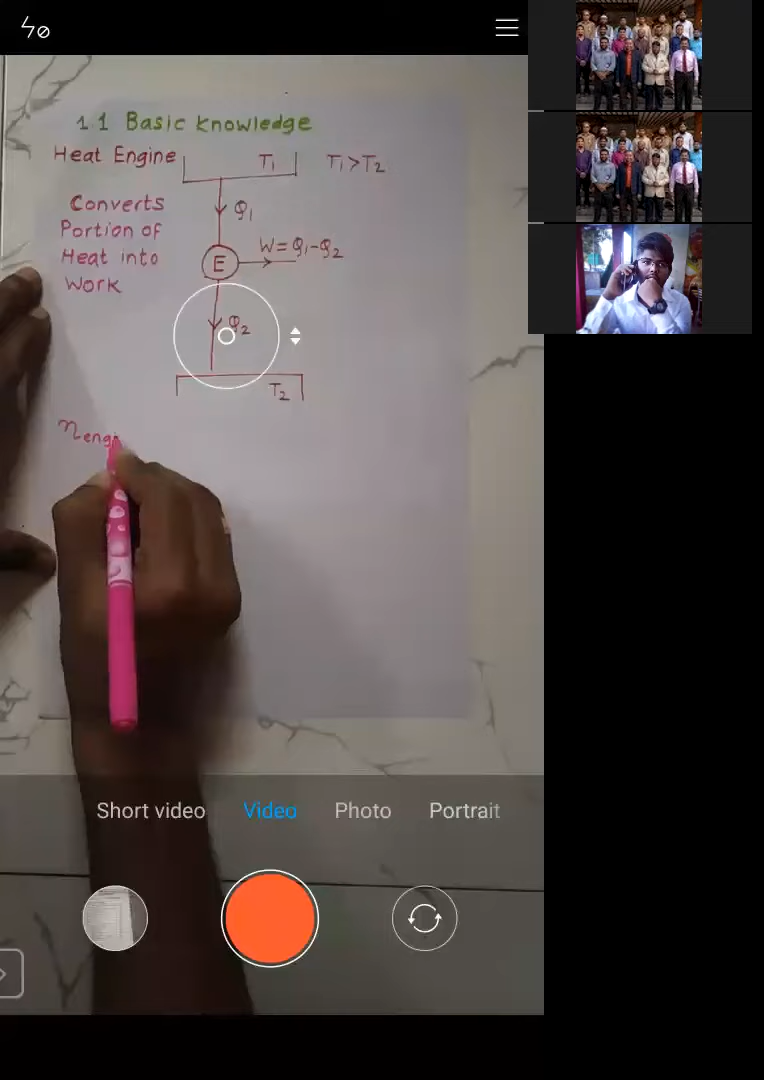 1.1 Basic knowledge
Heat Engine
T₁
T₁>T₂
Converts
Portion of
Heat into
Work
Q₁
E
W=Q₁-Q₂
Q₂
T₂
ηengi
Short video
Video
Photo
Portrait